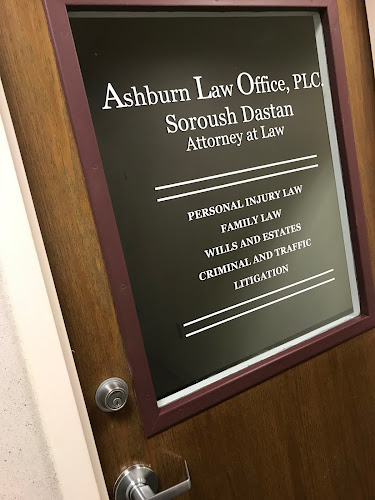 Ashburn Law Office, PLC.
Soroush Dastan
Attorney at Law
PERSONAL INJURY LAW
FAMILY LAW
WILLS AND ESTATES
CRIMINAL AND TRAFFIC
LITIGATION